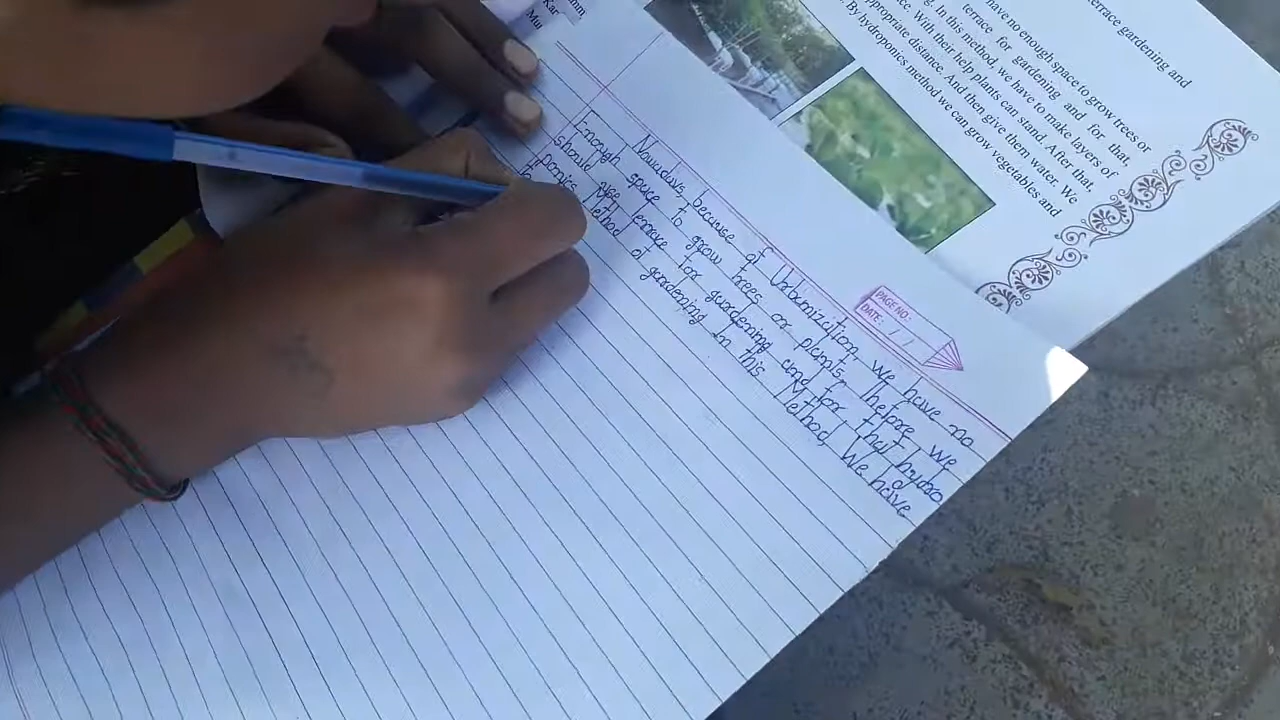 terrace gardening and
have no enough space to grow trees or
terrace for gardening and for that,
In this method, we have to make layers of
With their help plants can stand. After that,
appropriate distance. And then give them water. We
By hydroponics method we can grow vegetables and
PAGE NO.:
DATE: / /
Nowudays, because of Urbunization, we have no
Enough space to grow trees or plants. Thefore we
should use terrace for gurdening and for that hydro
ponics Method of gardening In this Method We have